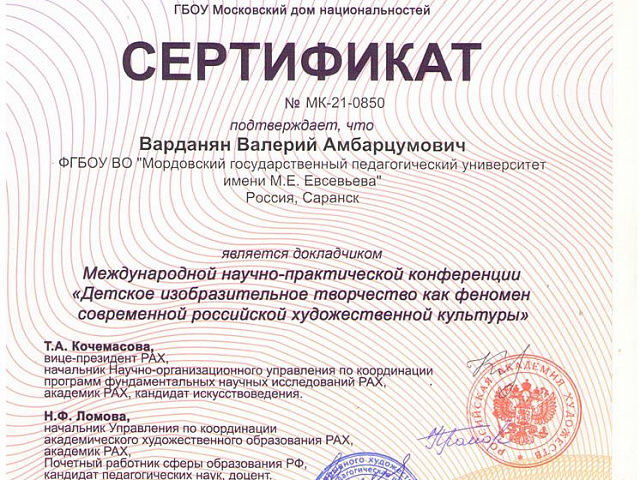 ГБОУ Московский дом национальностей
СЕРТИФИКАТ
№ МК-21-0850
подтверждает, что
Варданян Валерий Амбарцумович
ФГБОУ ВО "Мордовский государственный педагогический университет
имени М.Е. Евсевьева"
Россия, Саранск
является докладчиком
Международной научно-практической конференции
«Детское изобразительное творчество как феномен
современной российской художественной культуры»
Т.А. Кочемасова,
вице-президент РАХ,
начальник Научно-организационного управления по координации
программ фундаментальных научных исследований РАХ,
академик РАХ, кандидат искусствоведения.
Н.Ф. Ломова,
начальник Управления по координации
академического художественного образования РАХ,
академик РАХ,
Почетный работник сферы образования РФ,
кандидат педагогических наук, доцент.
РОССИЙСКАЯ АКАДЕМИЯ ХУДОЖЕСТВ